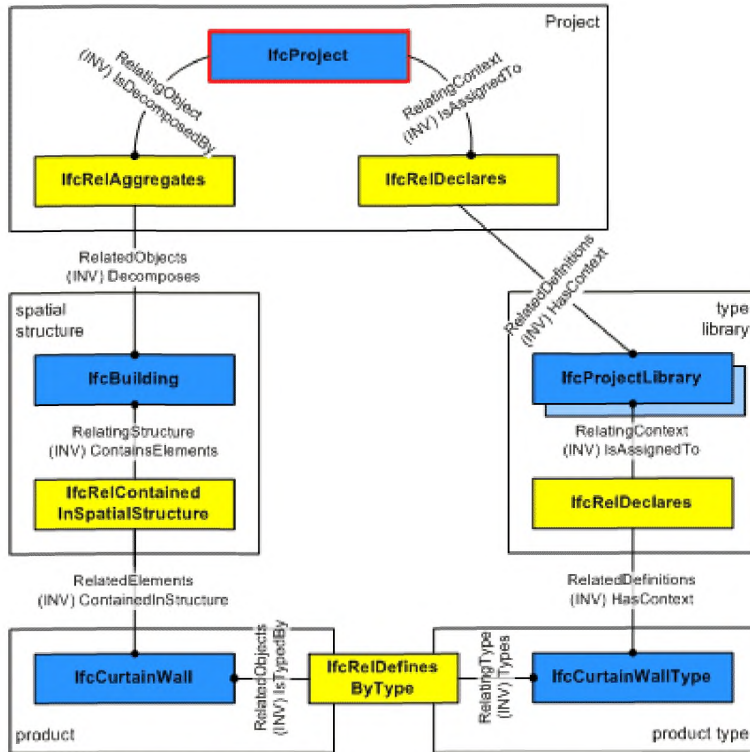 Project
IfcProject
RelatingObject
(INV) IsDecomposedBy
RelatingContext
(INV) IsAssignedTo
IfcRelAggregates
IfcRelDeclares
RelatedObjects
(INV) Decomposes
RelatedDefinitions
(INV) HasContext
spatial
structure
type
library
IfcBuilding
IfcProjectLibrary
RelatingStructure
(INV) ContainsElements
RelatingContext
(INV) IsAssignedTo
IfcRelContained
InSpatialStructure
IfcRelDeclares
RelatedElements
(INV) ContainedInStructure
RelatedDefinitions
(INV) HasContext
IfcCurtainWall
RelatedObjects
(INV) IsTypedBy
IfcRelDefines
ByType
RelatingType
(INV) Types
IfcCurtainWallType
product
product type